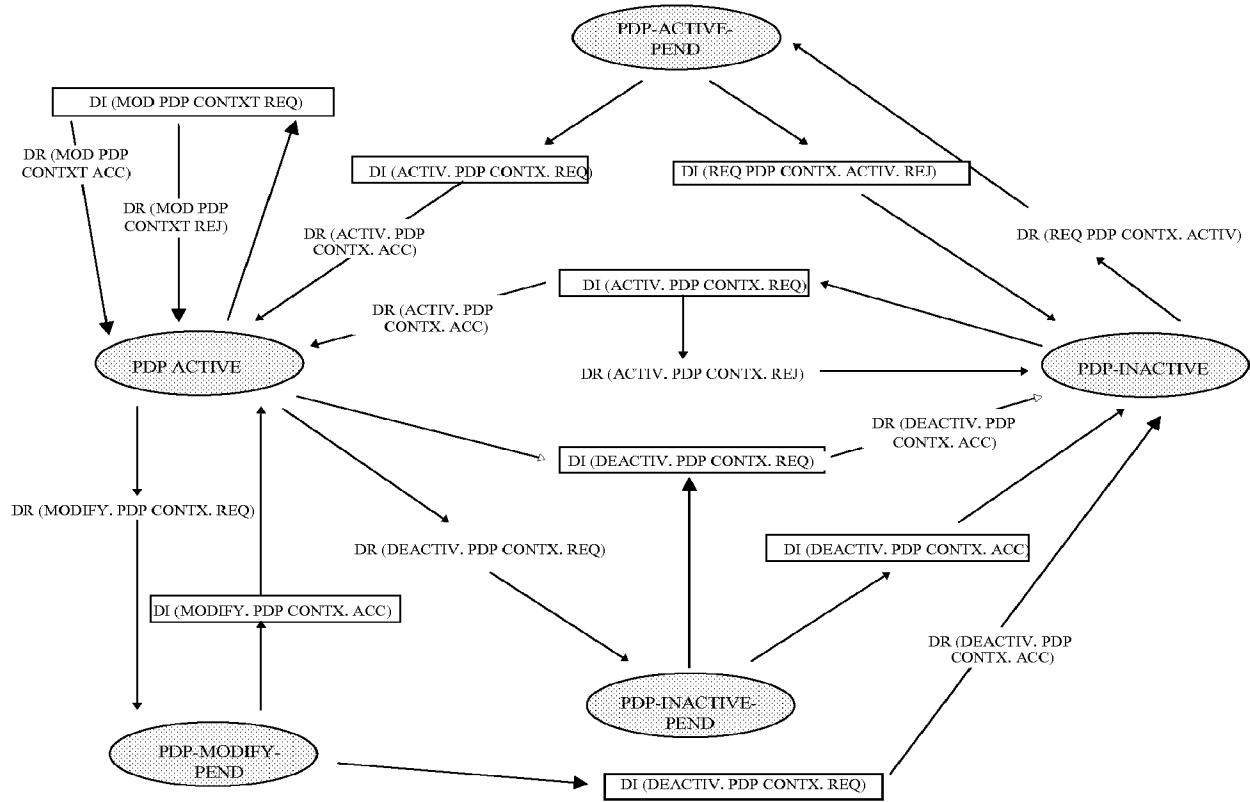 PDP-ACTIVE-
PEND
DI (MOD PDP CONTXT REQ)
DR (MOD PDP
CONTXT ACC)
DR (MOD PDP
CONTXT REJ)
DI (ACTIV. PDP CONTX. REQ)
DI (REQ PDP CONTX. ACTIV. REJ)
DR (ACTIV. PDP
CONTX. ACC)
DR (REQ PDP CONTX. ACTIV)
DI (ACTIV. PDP CONTX. REQ)
DR (ACTIV. PDP
CONTX. ACC)
PDP ACTIVE
DR (ACTIV. PDP CONTX. REJ)
PDP-INACTIVE
DR (DEACTIV. PDP
CONTX. ACC)
DI (DEACTIV. PDP CONTX. REQ)
DR (MODIFY. PDP CONTX. REQ)
DR (DEACTIV. PDP CONTX. REQ)
DI (DEACTIV. PDP CONTX. ACC)
DI (MODIFY. PDP CONTX. ACC)
DR (DEACTIV. PDP
CONTX. ACC)
PDP-INACTIVE-
PEND
PDP-MODIFY-
PEND
DI (DEACTIV. PDP CONTX. REQ)